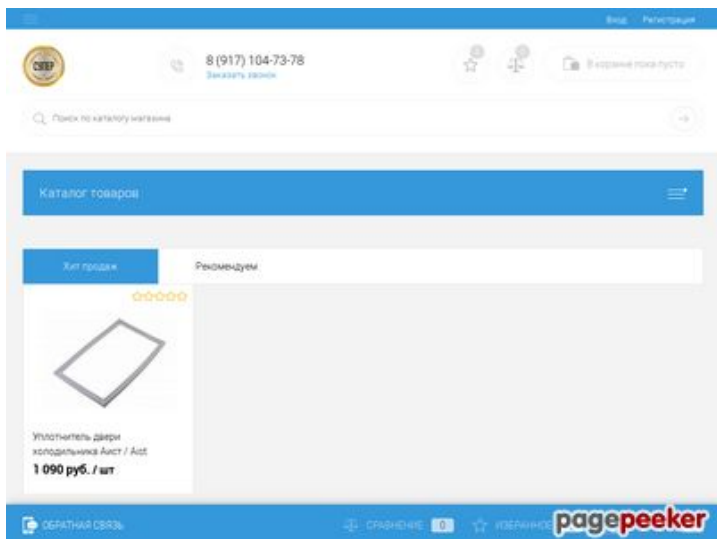 Вход Регистрация
СУПЕР
8 (917) 104-73-78
Заказать звонок
В корзине пока пусто
Поиск по каталогу магазина
Каталог товаров
Хит продаж
Рекомендуем
Уплотнитель двери
холодильника Аист / Aist
1 090 руб. / шт
ОБРАТНАЯ СВЯЗЬ
СРАВНЕНИЕ 0
pagepeeker